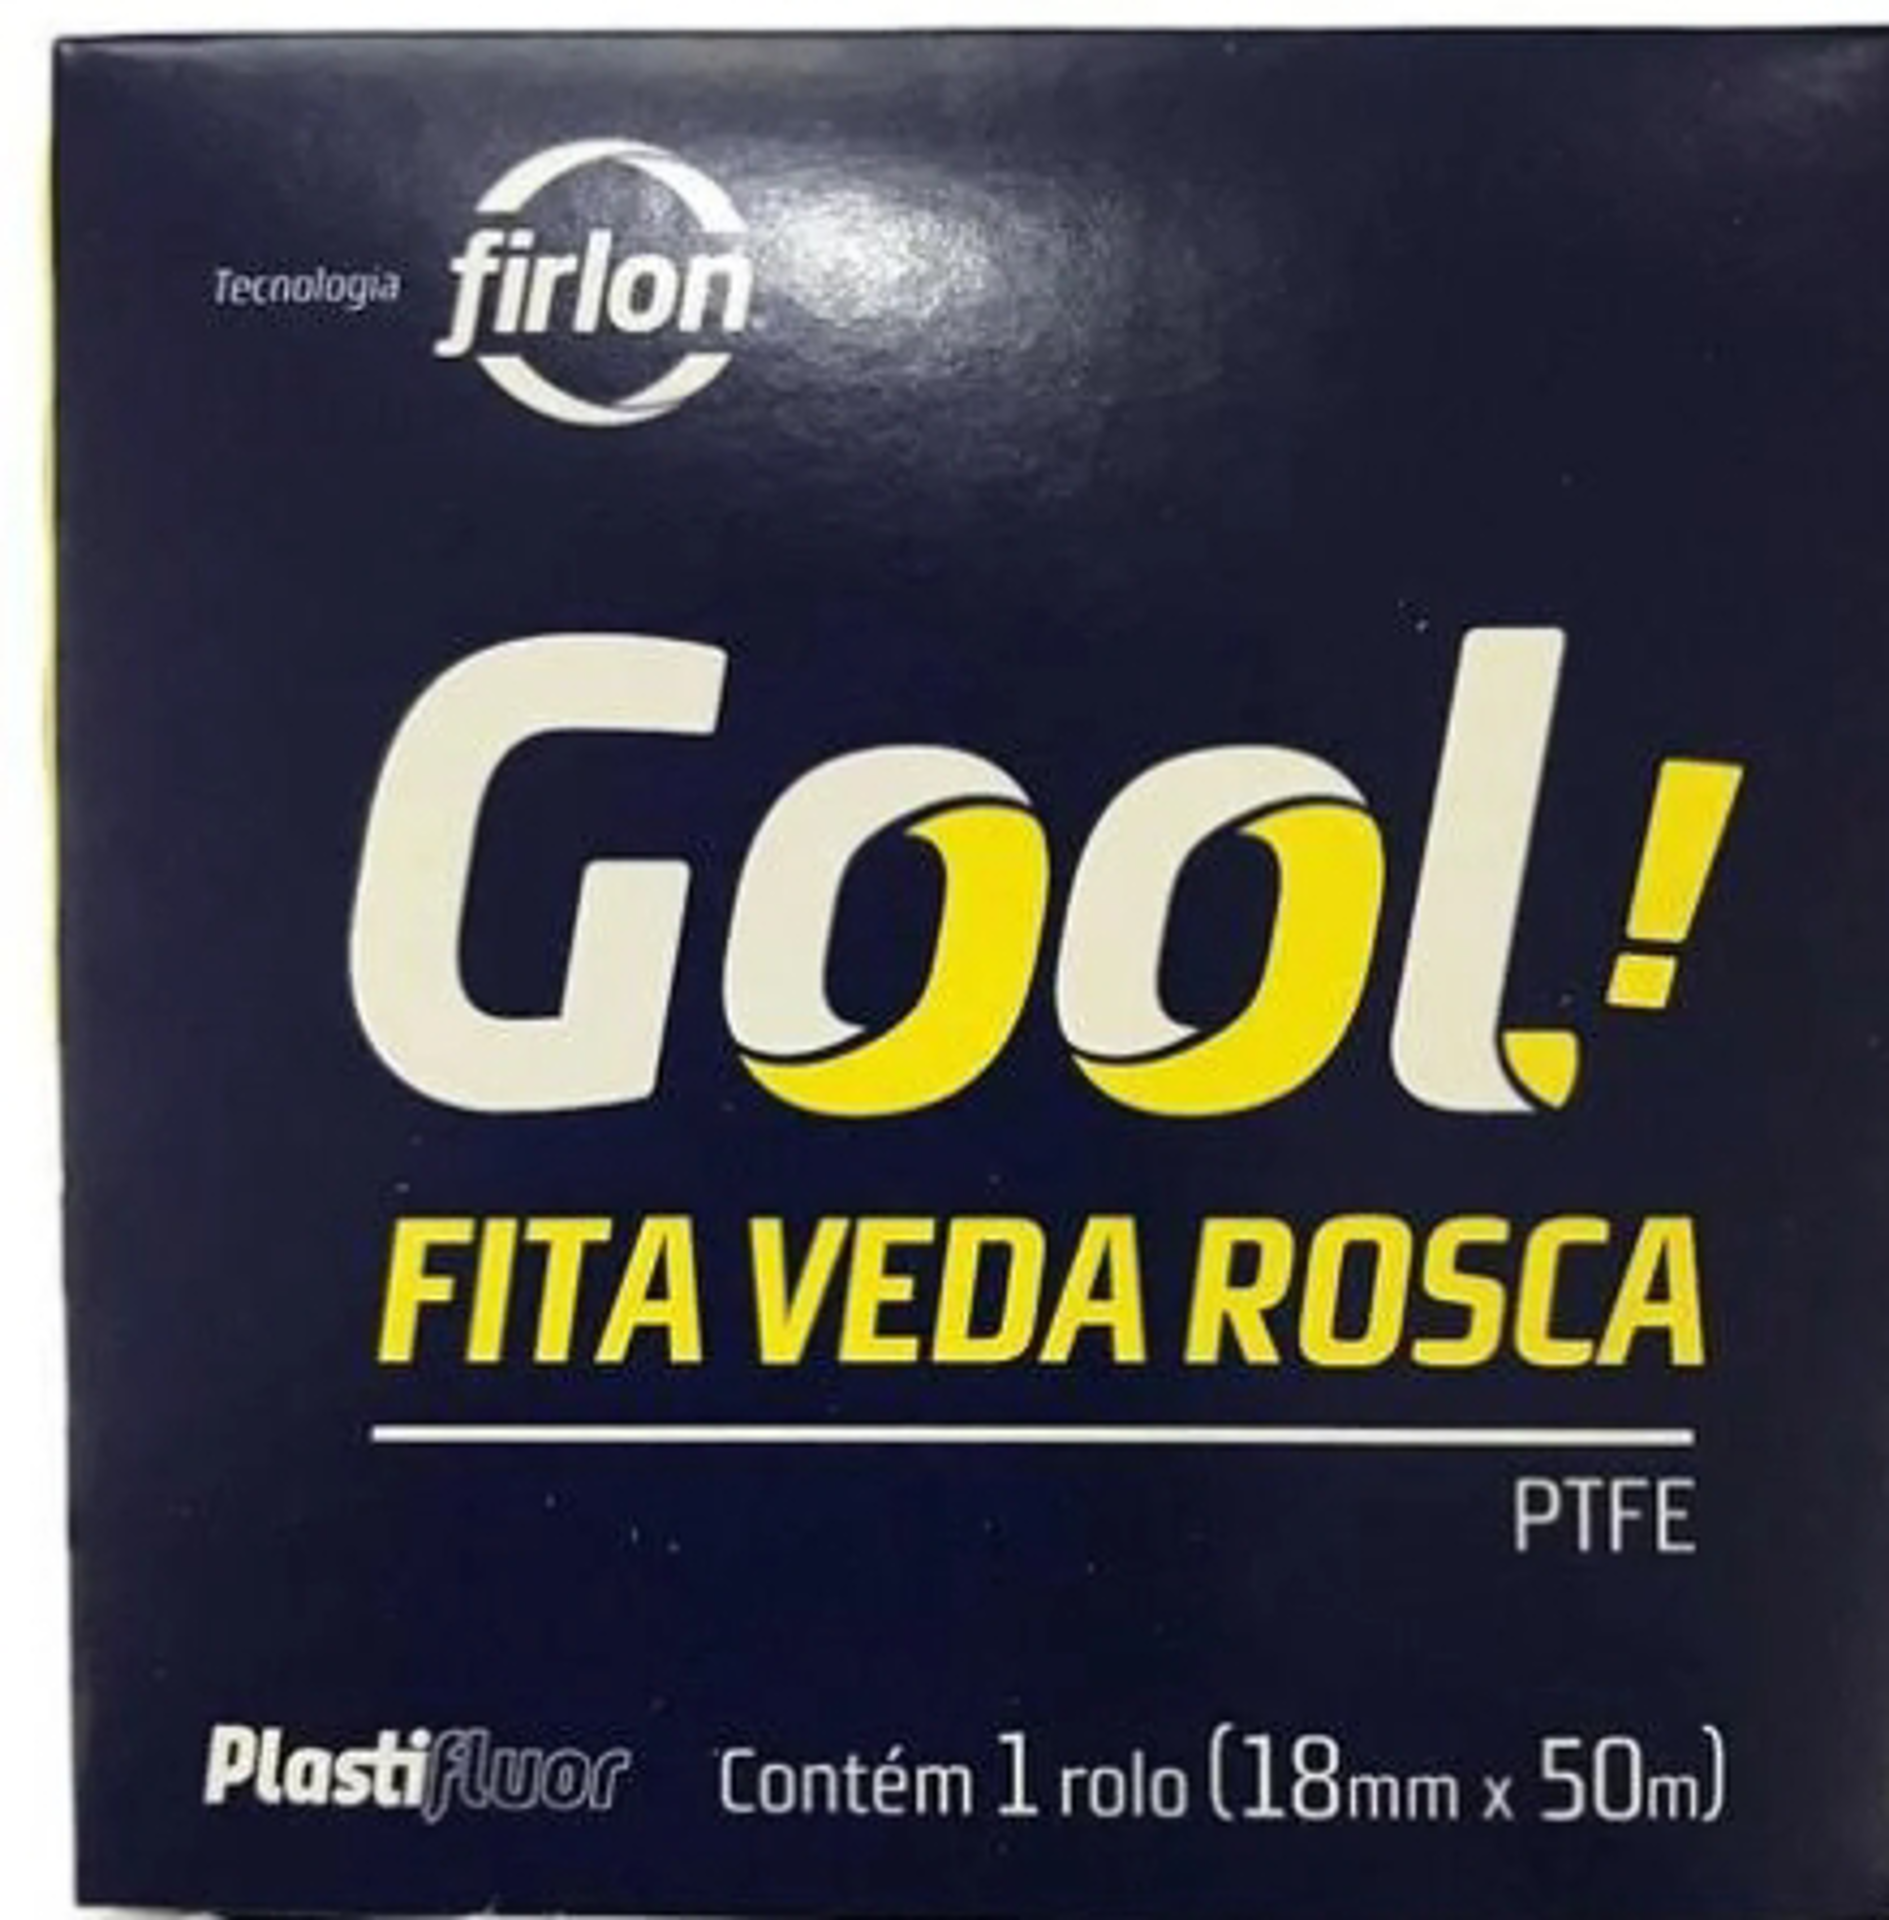 Tecnologia firlon
Gool!
FITA VEDA ROSCA
PTFE
Plastifluor Contém 1 rolo (18mm x 50m)